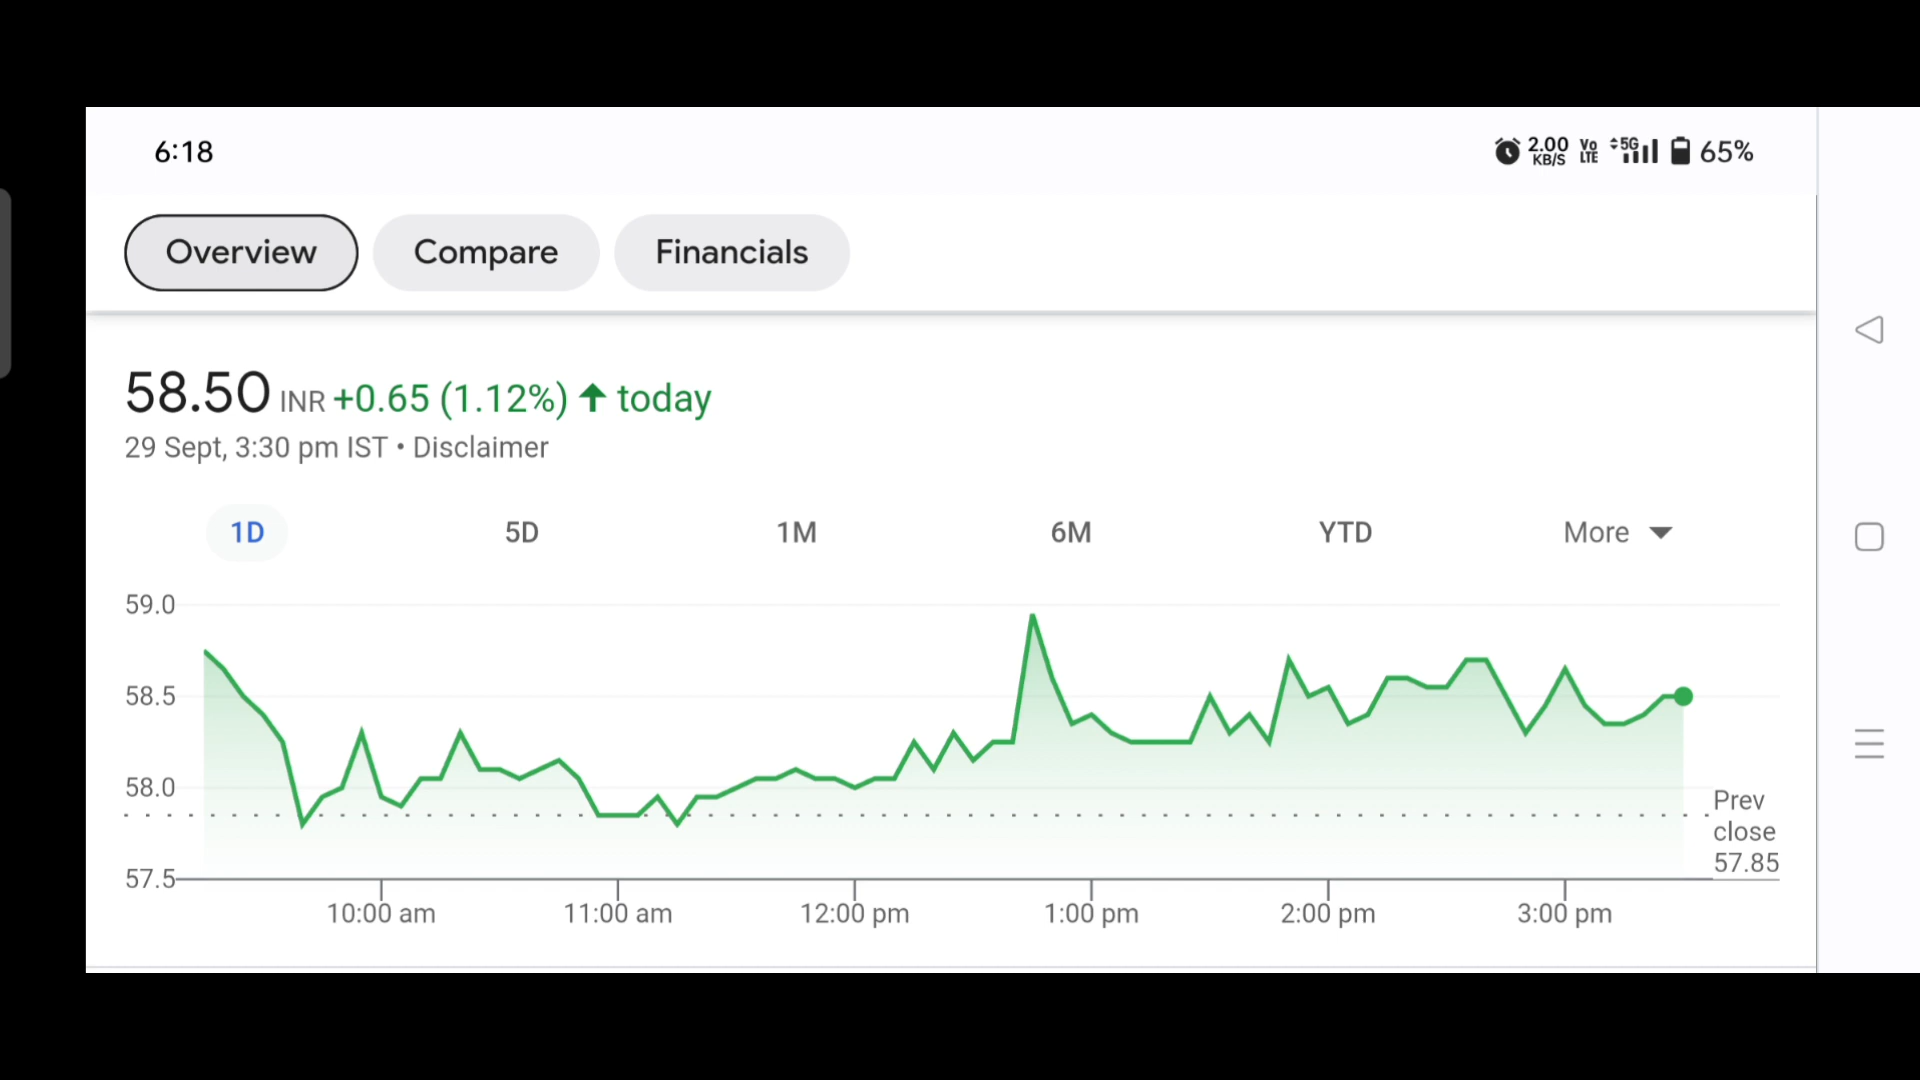 6:18
2.00 KB/S Vo LTE 5G 65%
Overview Compare Financials
58.50 INR +0.65 (1.12%) ↑ today
29 Sept, 3:30 pm IST • Disclaimer
1D 5D 1M 6M YTD More
59.0
58.5
58.0
57.5
Prev
close
57.85
10:00 am 11:00 am 12:00 pm 1:00 pm 2:00 pm 3:00 pm